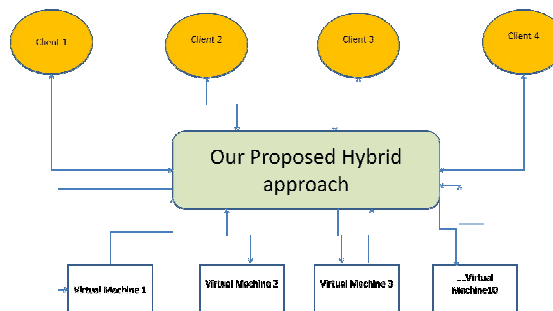 Client 1
Client 2
Client 3
Client 4
Our Proposed Hybrid
approach
Virtual Machine 1
Virtual Machine 2
Virtual Machine 3
...Virtual
Machine10